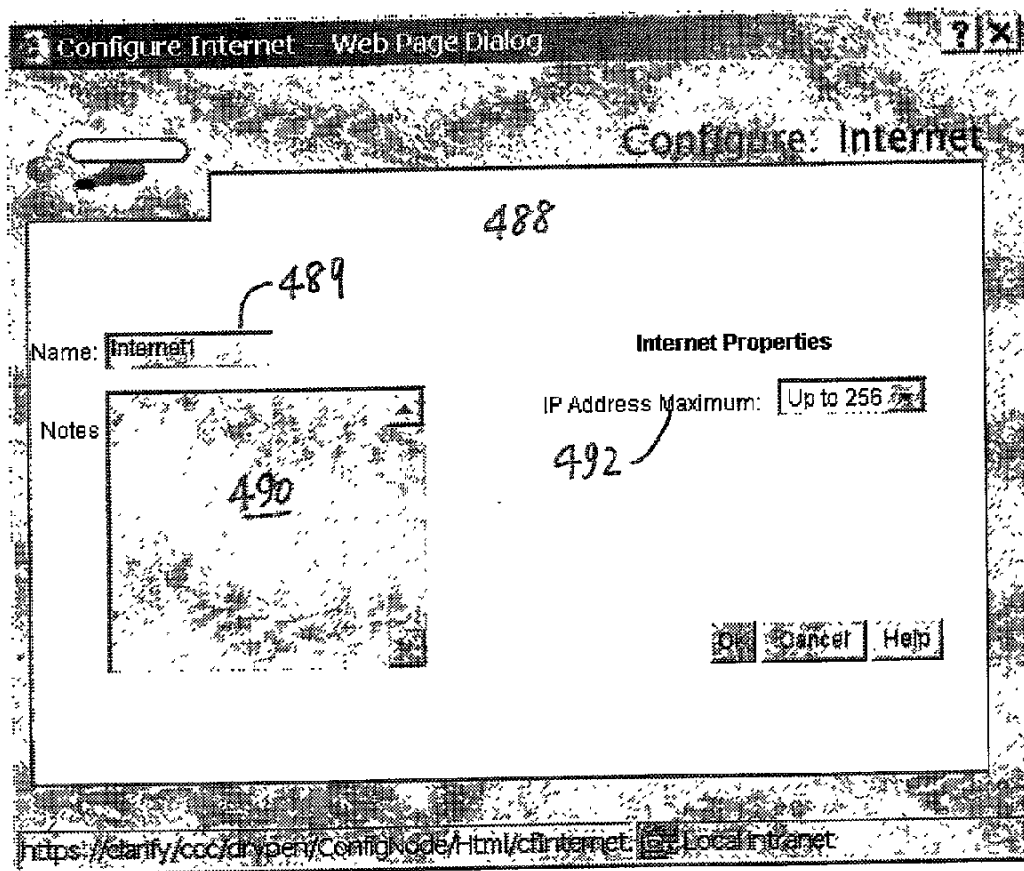 Configure Internet -- Web Page Dialog
Configure: Internet
488
489
Name: Internet1
Internet Properties
IP Address Maximum: Up to 256
492
Notes
490
OK Cancel Help
Local intranet